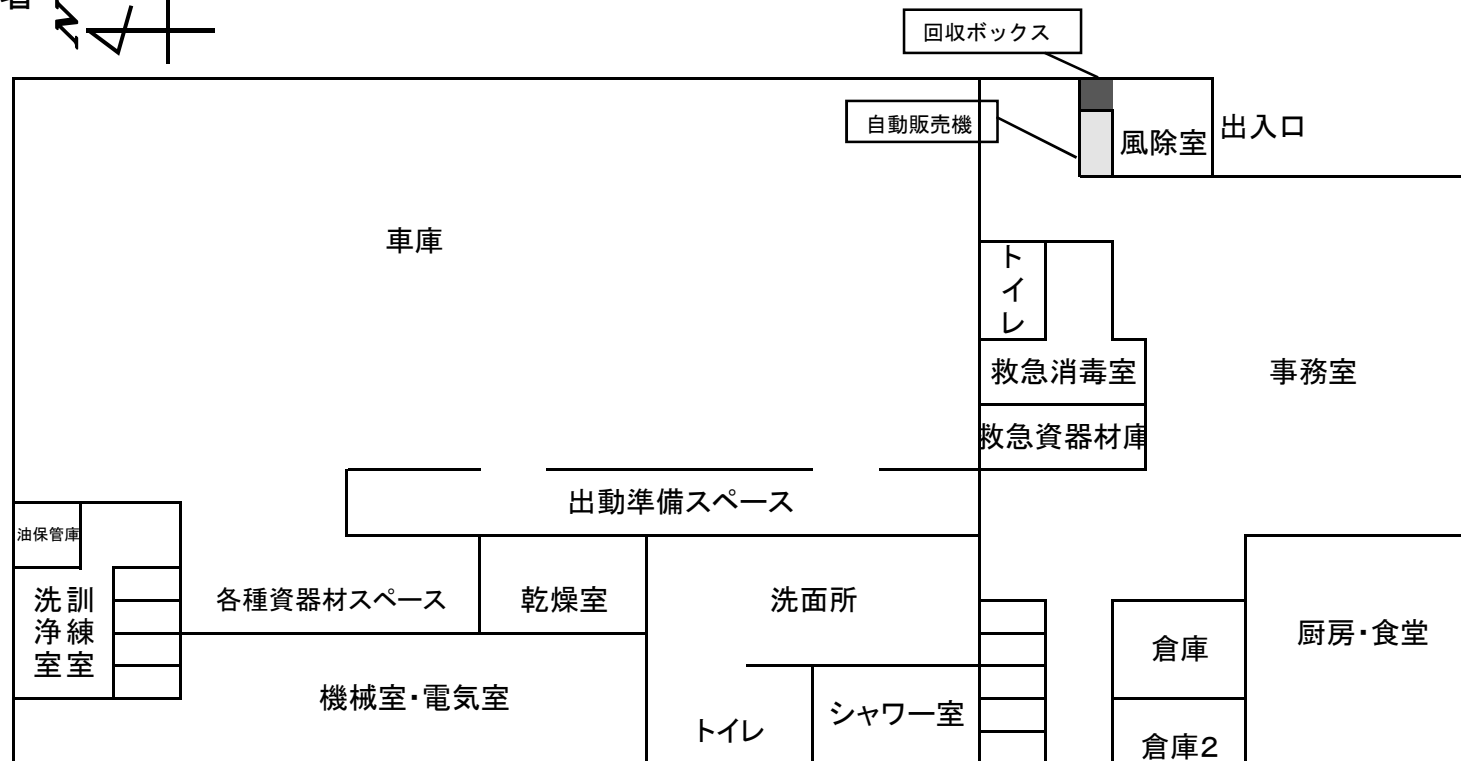 署
N
回収ボックス
自動販売機
風除室
出入口
車庫
トイレ
救急消毒室
事務室
救急資器材庫
出動準備スペース
油保管庫
訓練室
洗浄室
各種資器材スペース
乾燥室
洗面所
倉庫
厨房・食堂
機械室・電気室
トイレ
シャワー室
倉庫2